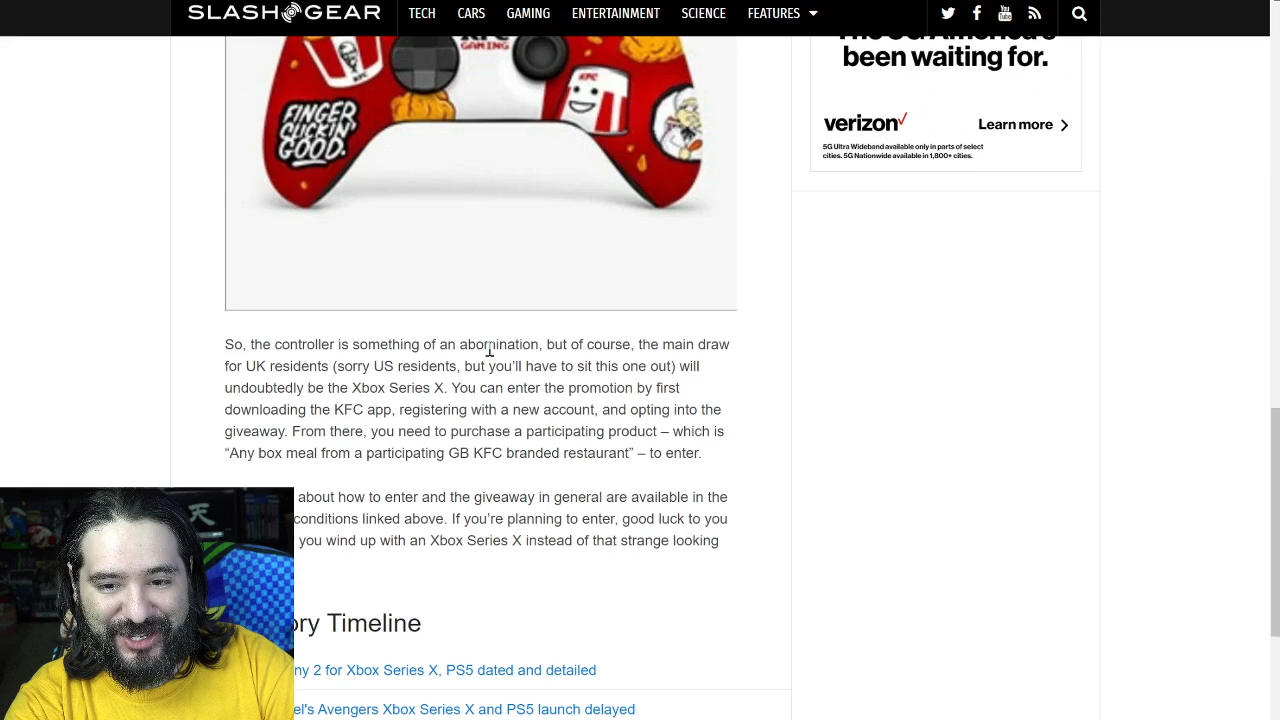 SLASH GEAR
TECH CARS GAMING ENTERTAINMENT SCIENCE FEATURES
been waiting for.
verizon✓
Learn more >
5G Ultra Wideband available only in parts of select
cities. 5G Nationwide available in 1,800+ cities.
GAMING
KFC
KFC
FINGER
LICKIN'
GOOD.
So, the controller is something of an abomination, but of course, the main draw
for UK residents (sorry US residents, but you’ll have to sit this one out) will
undoubtedly be the Xbox Series X. You can enter the promotion by first
downloading the KFC app, registering with a new account, and opting into the
giveaway. From there, you need to purchase a participating product – which is
“Any box meal from a participating GB KFC branded restaurant” – to enter.
about how to enter and the giveaway in general are available in the
conditions linked above. If you’re planning to enter, good luck to you
you wind up with an Xbox Series X instead of that strange looking
ory Timeline
ny 2 for Xbox Series X, PS5 dated and detailed
el's Avengers Xbox Series X and PS5 launch delayed